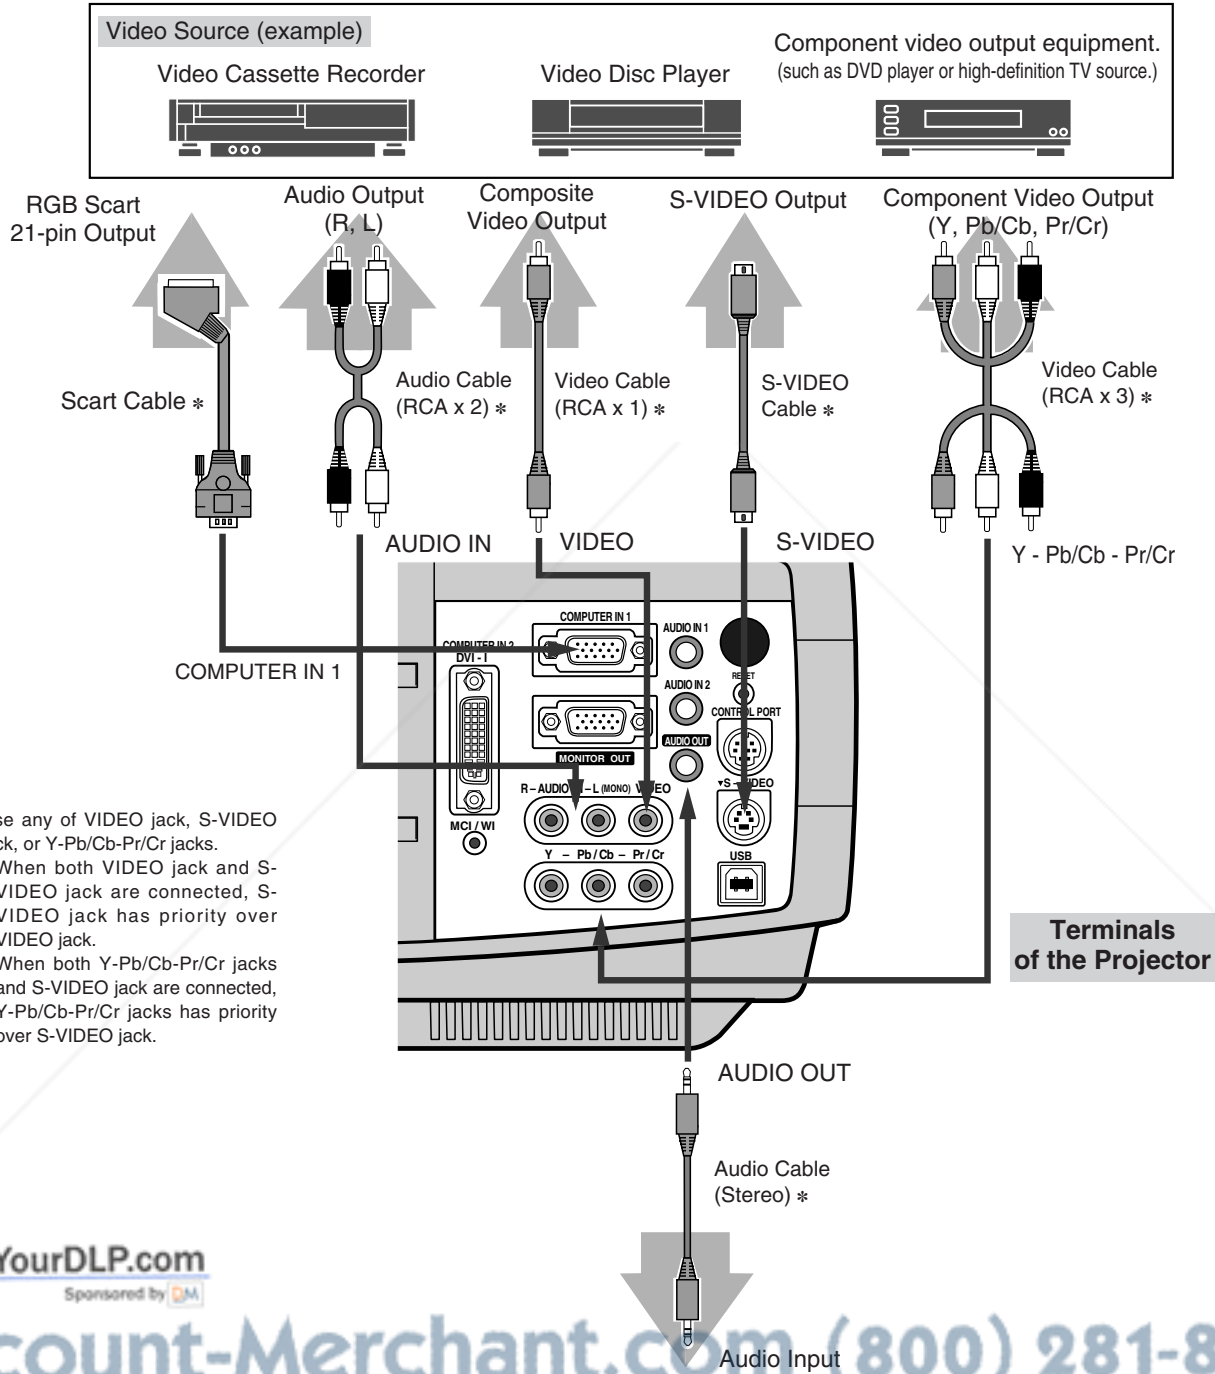 Video Source (example)
Video Cassette Recorder
Video Disc Player
Component video output equipment.
(such as DVD player or high-definition TV source.)
RGB Scart
21-pin Output
Audio Output
(R, L)
Composite
Video Output
S-VIDEO Output
Component Video Output
(Y, Pb/Cb, Pr/Cr)
Scart Cable *
Audio Cable
(RCA x 2) *
Video Cable
(RCA x 1) *
S-VIDEO
Cable *
Video Cable
(RCA x 3) *
AUDIO IN
VIDEO
S-VIDEO
Y - Pb/Cb - Pr/Cr
COMPUTER IN 1
COMPUTER IN 1
COMPUTER IN 2
DVI - I
AUDIO IN 1
RESET
AUDIO IN 2
CONTROL PORT
AUDIO OUT
MONITOR OUT
R – AUDIO IN – L (MONO) VIDEO
▼S – VIDEO
MCI / WI
Y – Pb / Cb – Pr / Cr
USB
se any of VIDEO jack, S-VIDEO
ck, or Y-Pb/Cb-Pr/Cr jacks.
When both VIDEO jack and S-
VIDEO jack are connected, S-
VIDEO jack has priority over
VIDEO jack.
When both Y-Pb/Cb-Pr/Cr jacks
and S-VIDEO jack are connected,
Y-Pb/Cb-Pr/Cr jacks has priority
over S-VIDEO jack.
Terminals
of the Projector
AUDIO OUT
Audio Cable
(Stereo) *
YourDLP.com
Sponsored by DM
count-Merchant.com (800) 281-8
Audio Input